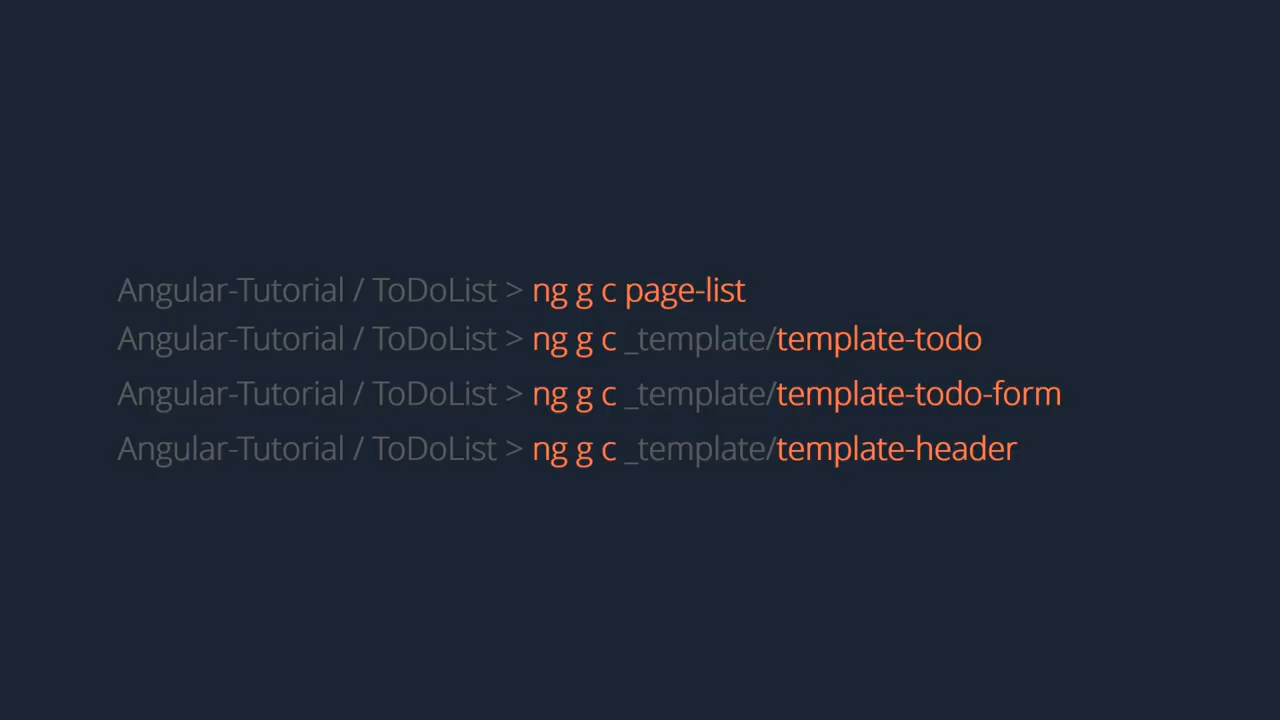 Angular-Tutorial / ToDoList > ng g c page-list
Angular-Tutorial / ToDoList > ng g c _template/template-todo
Angular-Tutorial / ToDoList > ng g c _template/template-todo-form
Angular-Tutorial / ToDoList > ng g c _template/template-header